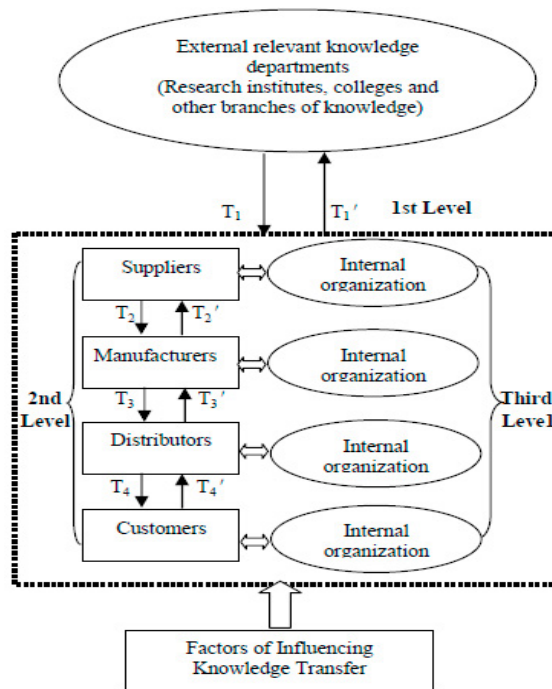 External relevant knowledge
departments
(Research institutes, colleges and
other branches of knowledge)
T₁ T₁′ 1st Level
Suppliers Internal
organization
T₂ T₂′
Manufacturers Internal
organization
2nd
Level
T₃ T₃′
Third
Level
Distributors Internal
organization
T₄ T₄′
Customers Internal
organization
Factors of Influencing
Knowledge Transfer